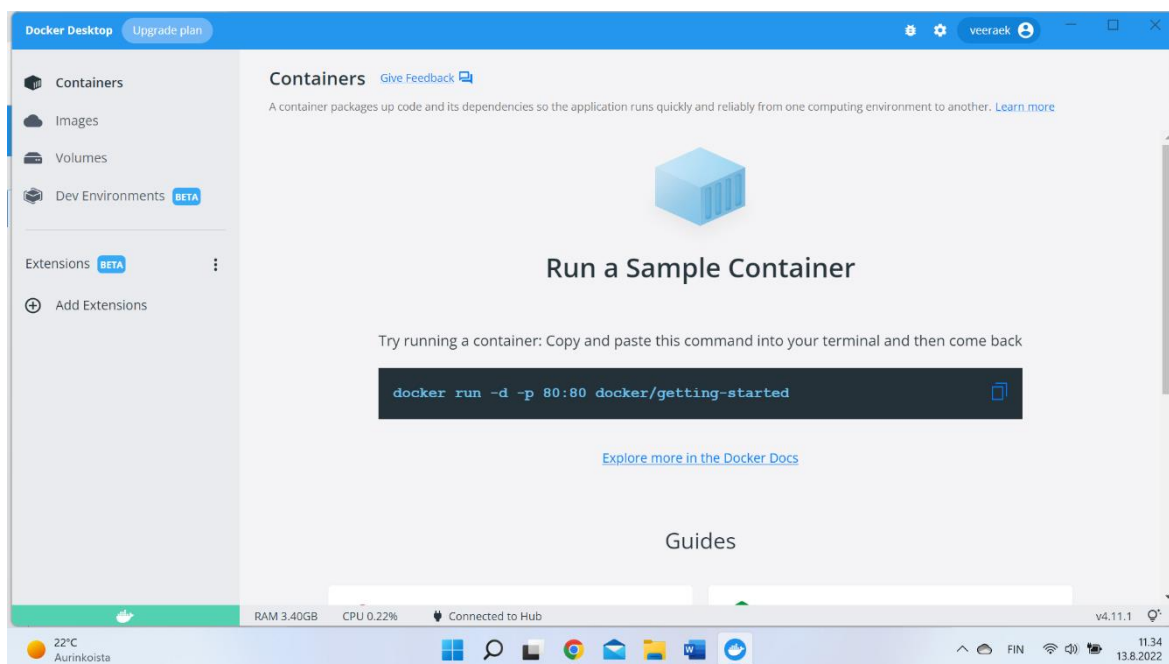 Docker Desktop Upgrade plan veeraek
Containers
Images
Volumes
Dev Environments BETA
Extensions BETA
Add Extensions
Containers Give Feedback
A container packages up code and its dependencies so the application runs quickly and reliably from one computing environment to another. Learn more
Run a Sample Container
Try running a container: Copy and paste this command into your terminal and then come back
docker run -d -p 80:80 docker/getting-started
Explore more in the Docker Docs
Guides
RAM 3.40GB CPU 0.22% Connected to Hub v4.11.1
22°C
Aurinkoista
W
FIN
11.34
13.8.2022